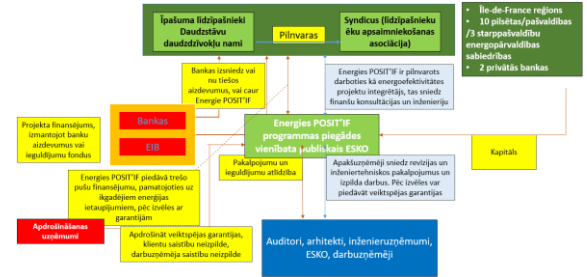 Īpašuma līdzīpašnieki
Daudzstāvu
daudzdzīvokļu nami
Pilnvaras
Syndicus (līdzīpašnieku
ēku apsaimniekošanas
asociācija)
• Île-de-France reģions
• 10 pilsētas/pašvaldības
/3 starppašvaldību
energopārvaldības
sabiedrības
• 2 privātās bankas
Bankas izsniedz vai
nu tiešos
aizdevumus, vai caur
Energie POSIT'IF
Energies POSIT'IF ir pilnvarots
darboties kā energoefektivitātes
projektu integrētājs, tas sniedz
finanšu konsultācijas un inženieriju
Projekta finansējums,
izmantojot banku
aizdevumus vai
ieguldījumu fondus
Bankas
EIB
Energies POSIT'IF
programmas piegādes
vienībata publiskais ESKO
Kapitāls
Pakalpojumu un
ieguldījumu atlīdzība
Apakšuzņēmēji sniedz revīzijas un
inženiertehniskos pakalpojumus un
izpilda darbus. Pēc izvēles var
piedāvāt veiktspējas garantijas
Energies POSIT'IF piedāvā trešo
pušu finansējumu, pamatojoties uz
ikgadējiem enerģijas
ietaupījumiem, pēc izvēles ar
garantijām
Apdrošināšanas
uzņēmumi
Apdrošināt veiktspējas garantijas,
klientu saistību neizpilde,
darbuzņēmēja saistību neizpilde
Auditori, arhitekti, inženieruzņēmumi,
ESKO, darbuzņēmēji